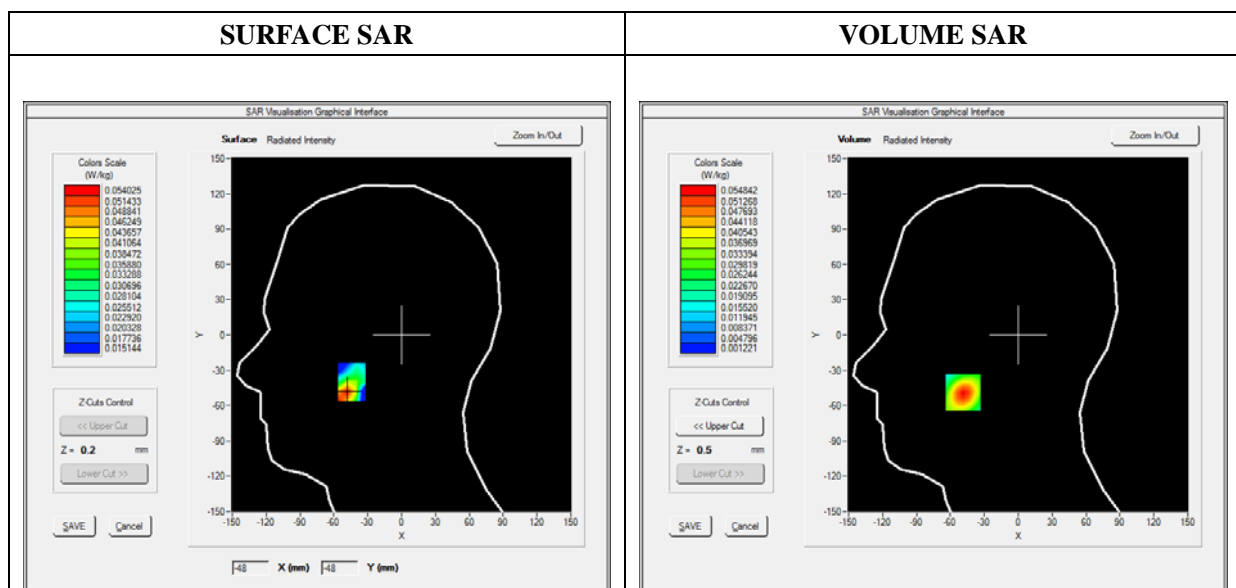 SURFACE SAR
VOLUME SAR
SAR Visualisation Graphical Interface
Surface Radiated Intensity
Zoom In/Out
Colors Scale
(W/kg)
0.054025
0.051433
0.048841
0.046249
0.043657
0.041064
0.038472
0.035880
0.033288
0.030696
0.028104
0.025512
0.022920
0.020328
0.017736
0.015144
150
120
90
60
30
0
-30
-60
-90
-120
-150
Y
-150 -120 -90 -60 -30 0 30 60 90 120 150
X
Z-Cuts Control
<< Upper Cut
Z = 0.2 mm
Lower Cut >>
SAVE Cancel
-48 X (mm) -48 Y (mm)
SAR Visualisation Graphical Interface
Volume Radiated Intensity
Zoom In/Out
Colors Scale
(W/kg)
0.054842
0.051268
0.047693
0.044118
0.040543
0.036969
0.033394
0.029819
0.026244
0.022670
0.019095
0.015520
0.011945
0.008371
0.004796
0.001221
150
120
90
60
30
0
-30
-60
-90
-120
-150
Y
-150 -120 -90 -60 -30 0 30 60 90 120 150
X
Z-Cuts Control
<< Upper Cut
Z = 0.5 mm
Lower Cut >>
SAVE Cancel